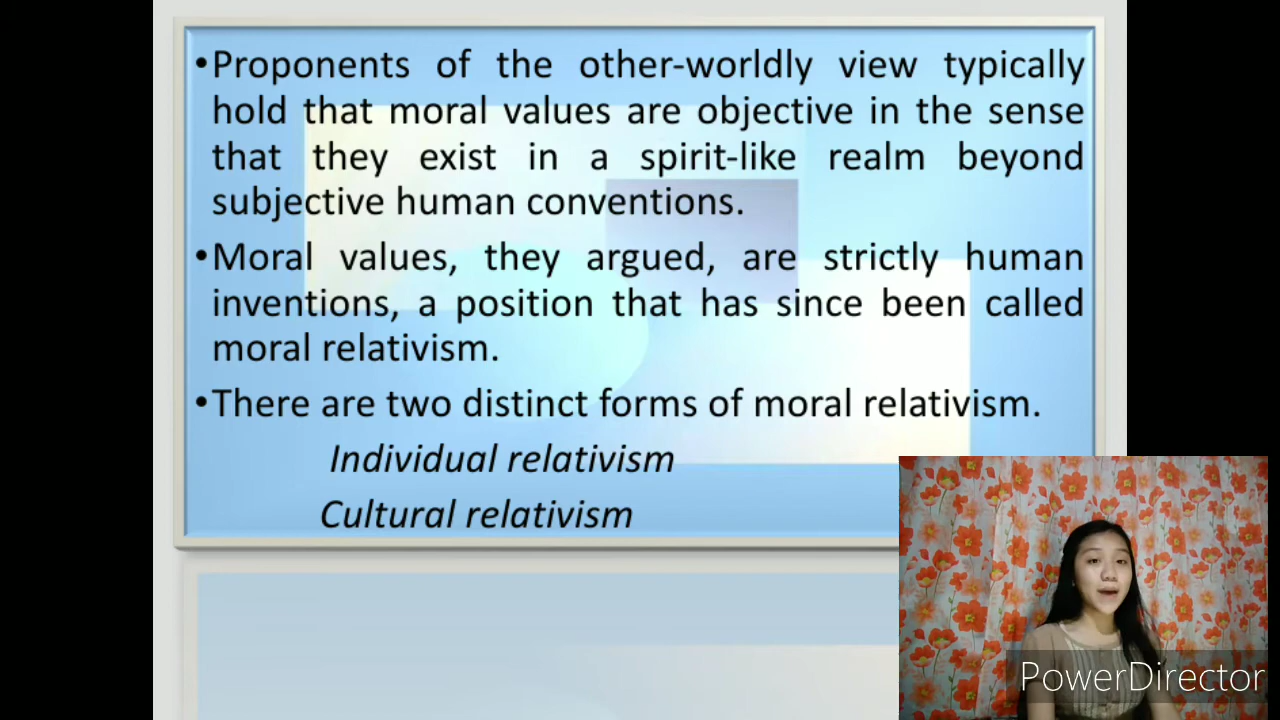 •Proponents of the other-worldly view typically
hold that moral values are objective in the sense
that they exist in a spirit-like realm beyond
subjective human conventions.
•Moral values, they argued, are strictly human
inventions, a position that has since been called
moral relativism.
•There are two distinct forms of moral relativism.
Individual relativism
Cultural relativism
PowerDirector